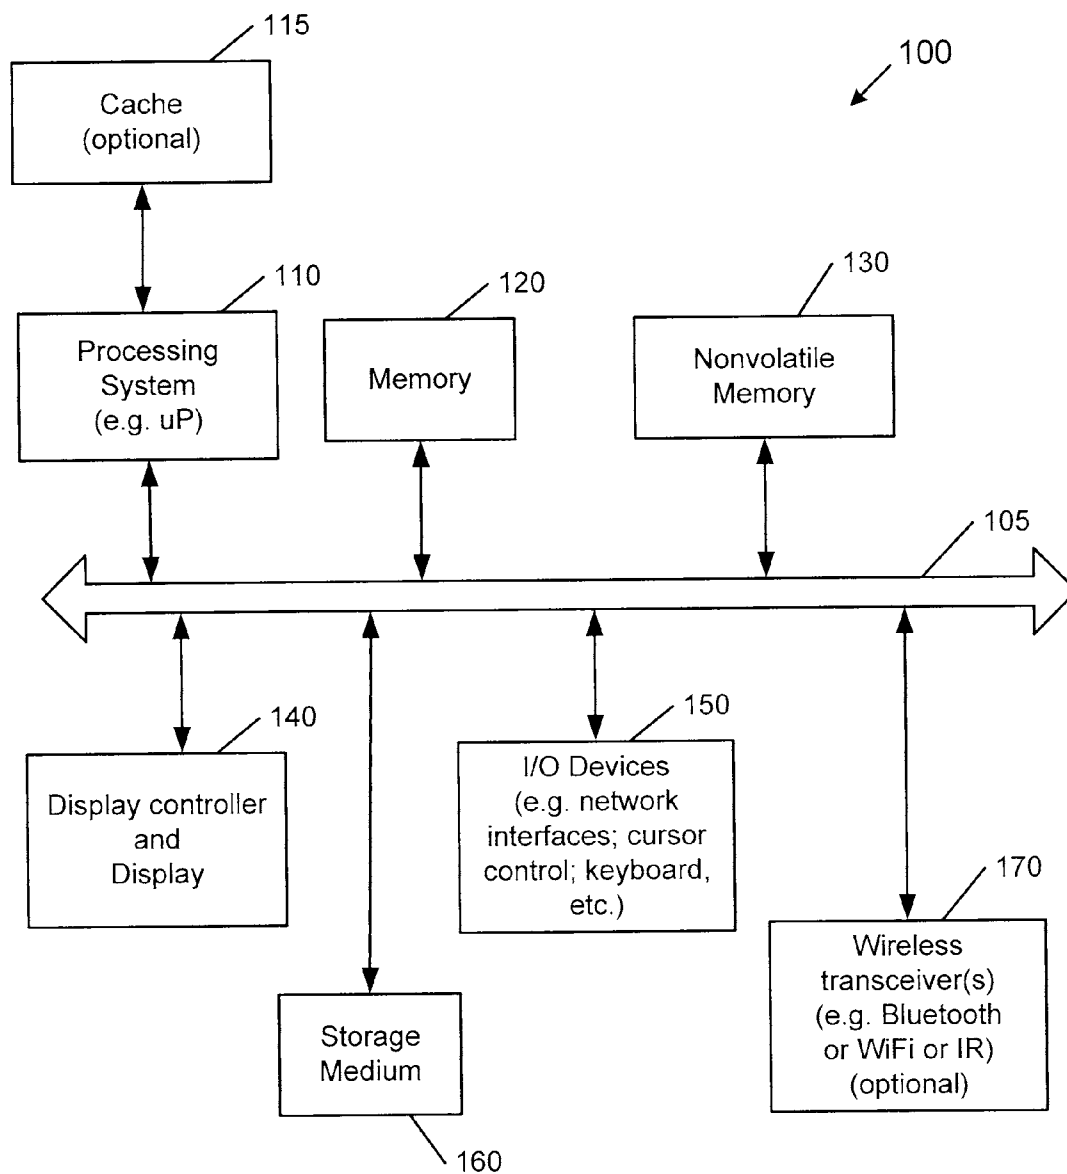 115
100
Cache
(optional)
110
120
130
Processing
System
(e.g. uP)
Memory
Nonvolatile
Memory
105
140
150
Display controller
and
Display
I/O Devices
(e.g. network
interfaces; cursor
control; keyboard,
etc.)
170
Wireless
transceiver(s)
(e.g. Bluetooth
or WiFi or IR)
(optional)
Storage
Medium
160